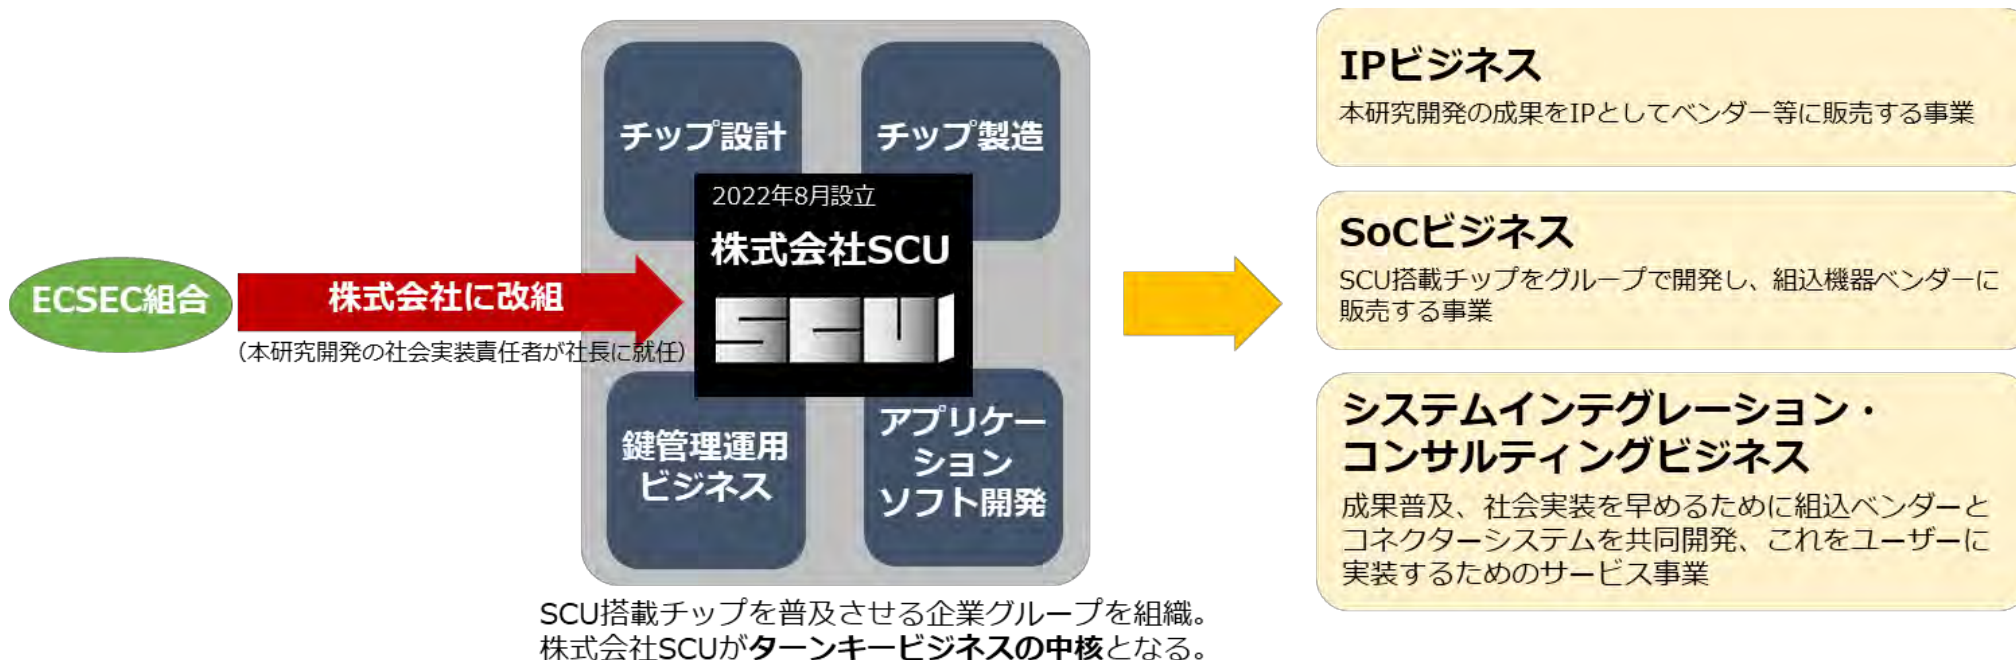 ECSEC組合
株式会社に改組
(本研究開発の社会実装責任者が社長に就任)
チップ設計
チップ製造
2022年8月設立
株式会社SCU
SCU
鍵管理運用
ビジネス
アプリケー
ション
ソフト開発
SCU搭載チップを普及させる企業グループを組織。
株式会社SCUがターンキービジネスの中核となる。
IPビジネス
本研究開発の成果をIPとしてベンダー等に販売する事業
SoCビジネス
SCU搭載チップをグループで開発し、組込機器ベンダーに
販売する事業
システムインテグレーション・
コンサルティングビジネス
成果普及、社会実装を早めるために組込ベンダーと
コネクターシステムを共同開発、これをユーザーに
実装するためのサービス事業